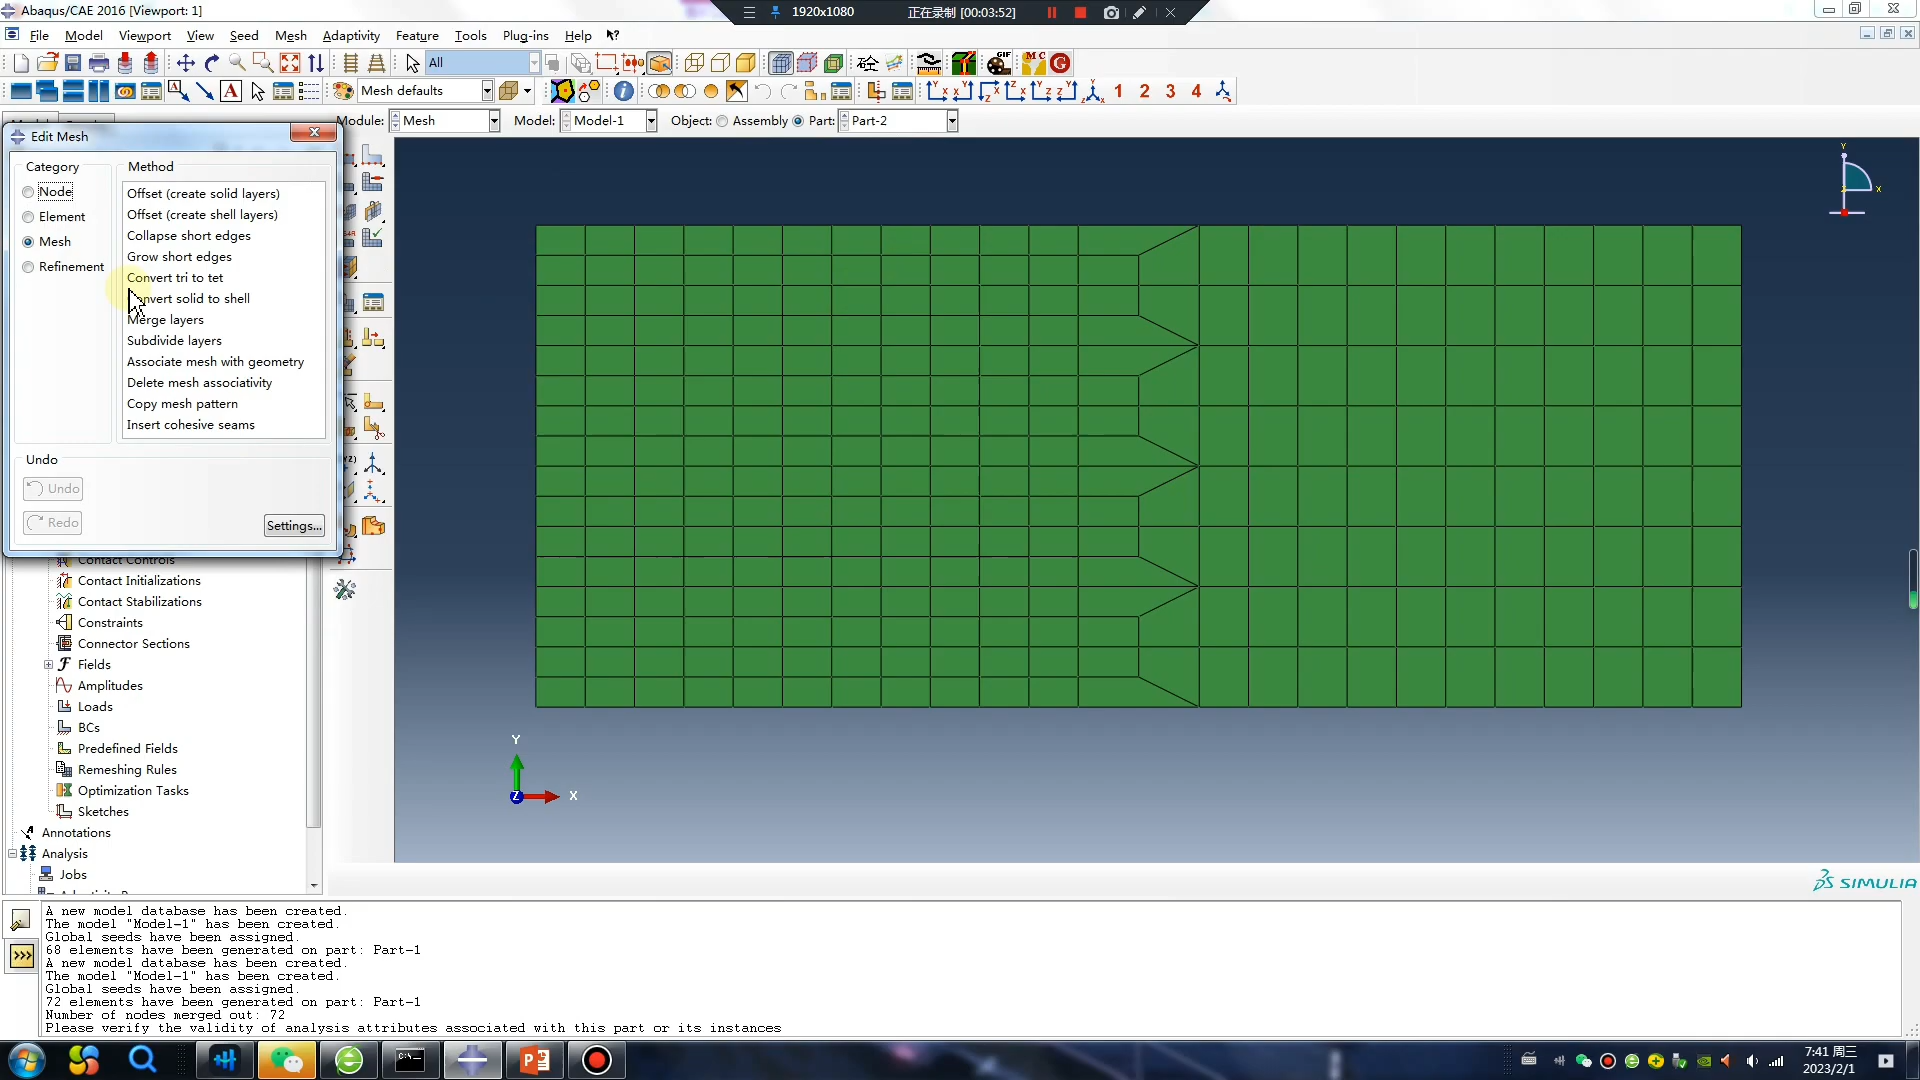 Abaqus/CAE 2016 [Viewport: 1]
1920x1080
正在录制 [00:03:52]
File Model Viewport View Seed Mesh Adaptivity Feature Tools Plug-ins Help
All
GIF
M C
G
A
A
Mesh defaults
i
1 2 3 4
Module: Mesh Model: Model-1 Object: Assembly Part: Part-2
Edit Mesh
Category
Method
Node
Element
Mesh
Refinement
Offset (create solid layers)
Offset (create shell layers)
Collapse short edges
Grow short edges
Convert tri to tet
Convert solid to shell
Merge layers
Subdivide layers
Associate mesh with geometry
Delete mesh associativity
Copy mesh pattern
Insert cohesive seams
Undo
Undo
Redo
Settings...
Contact Controls
Contact Initializations
Contact Stabilizations
Constraints
Connector Sections
Fields
Amplitudes
Loads
BCs
Predefined Fields
Remeshing Rules
Optimization Tasks
Sketches
Annotations
Analysis
Jobs
Y
X
Z
Y
X
SIMULIA
A new model database has been created.
The model "Model-1" has been created.
Global seeds have been assigned.
68 elements have been generated on part: Part-1
A new model database has been created.
The model "Model-1" has been created.
Global seeds have been assigned.
72 elements have been generated on part: Part-1
Number of nodes merged out: 72
Please verify the validity of analysis attributes associated with this part or its instances
7:41 周三
2023/2/1